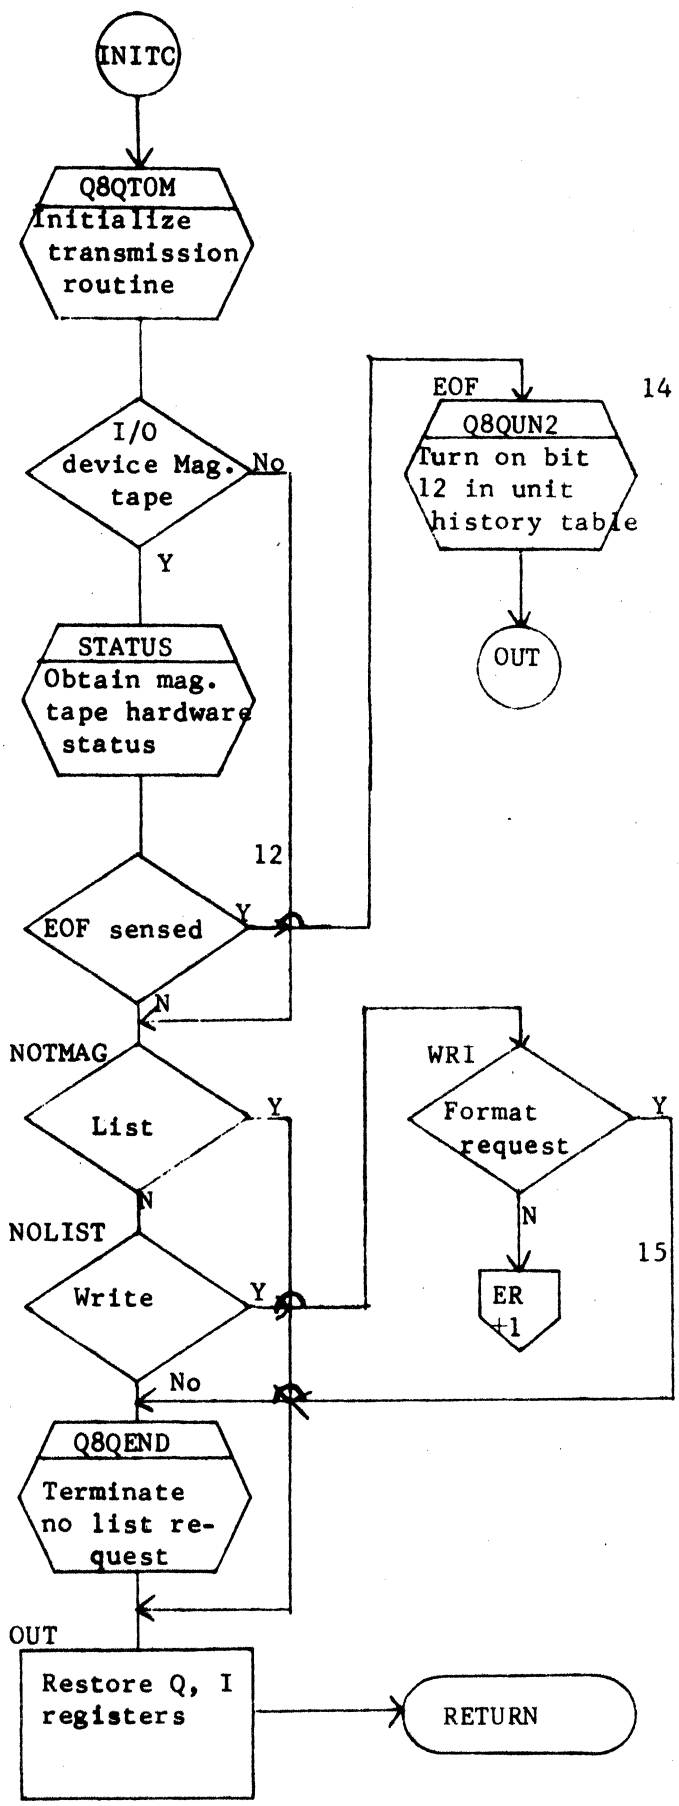 INITC
Q8QTOM
Initialize
transmission
routine
I/O
device Mag.
tape
No
Y
STATUS
Obtain mag.
tape hardware
status
12
EOF sensed
Y
N
EOF
14
Q8QUN2
Turn on bit
12 in unit
history table
OUT
NOTMAG
List
Y
N
NOLIST
Write
Y
No
WRI
Format
request
Y
N
15
ER
+1
Q8QEND
Terminate
no list re-
quest
OUT
Restore Q, I
registers
RETURN